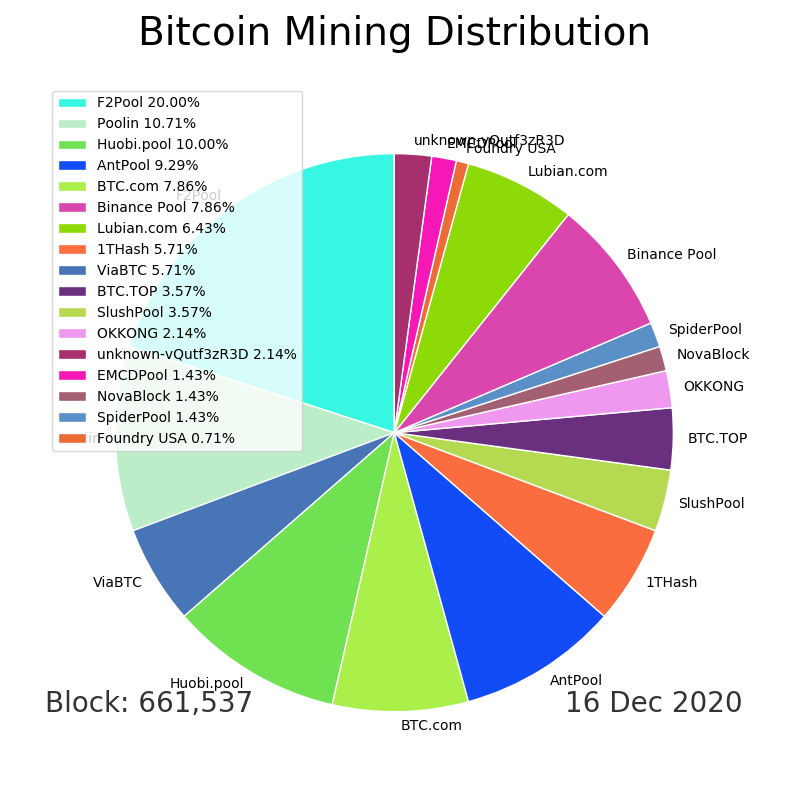 Bitcoin Mining Distribution
F2Pool 20.00%
Poolin 10.71%
Huobi.pool 10.00%
AntPool 9.29%
BTC.com 7.86%
Binance Pool 7.86%
Lubian.com 6.43%
1THash 5.71%
ViaBTC 5.71%
BTC.TOP 3.57%
SlushPool 3.57%
OKKONG 2.14%
unknown-vQutf3zR3D 2.14%
EMCDPool 1.43%
NovaBlock 1.43%
SpiderPool 1.43%
Foundry USA 0.71%
unknown-vQutf3zR3D
EMCDPool
Foundry USA
Lubian.com
F2Pool
Binance Pool
SpiderPool
NovaBlock
OKKONG
BTC.TOP
SlushPool
ViaBTC
1THash
Huobi.pool
AntPool
BTC.com
Block: 661,537
16 Dec 2020